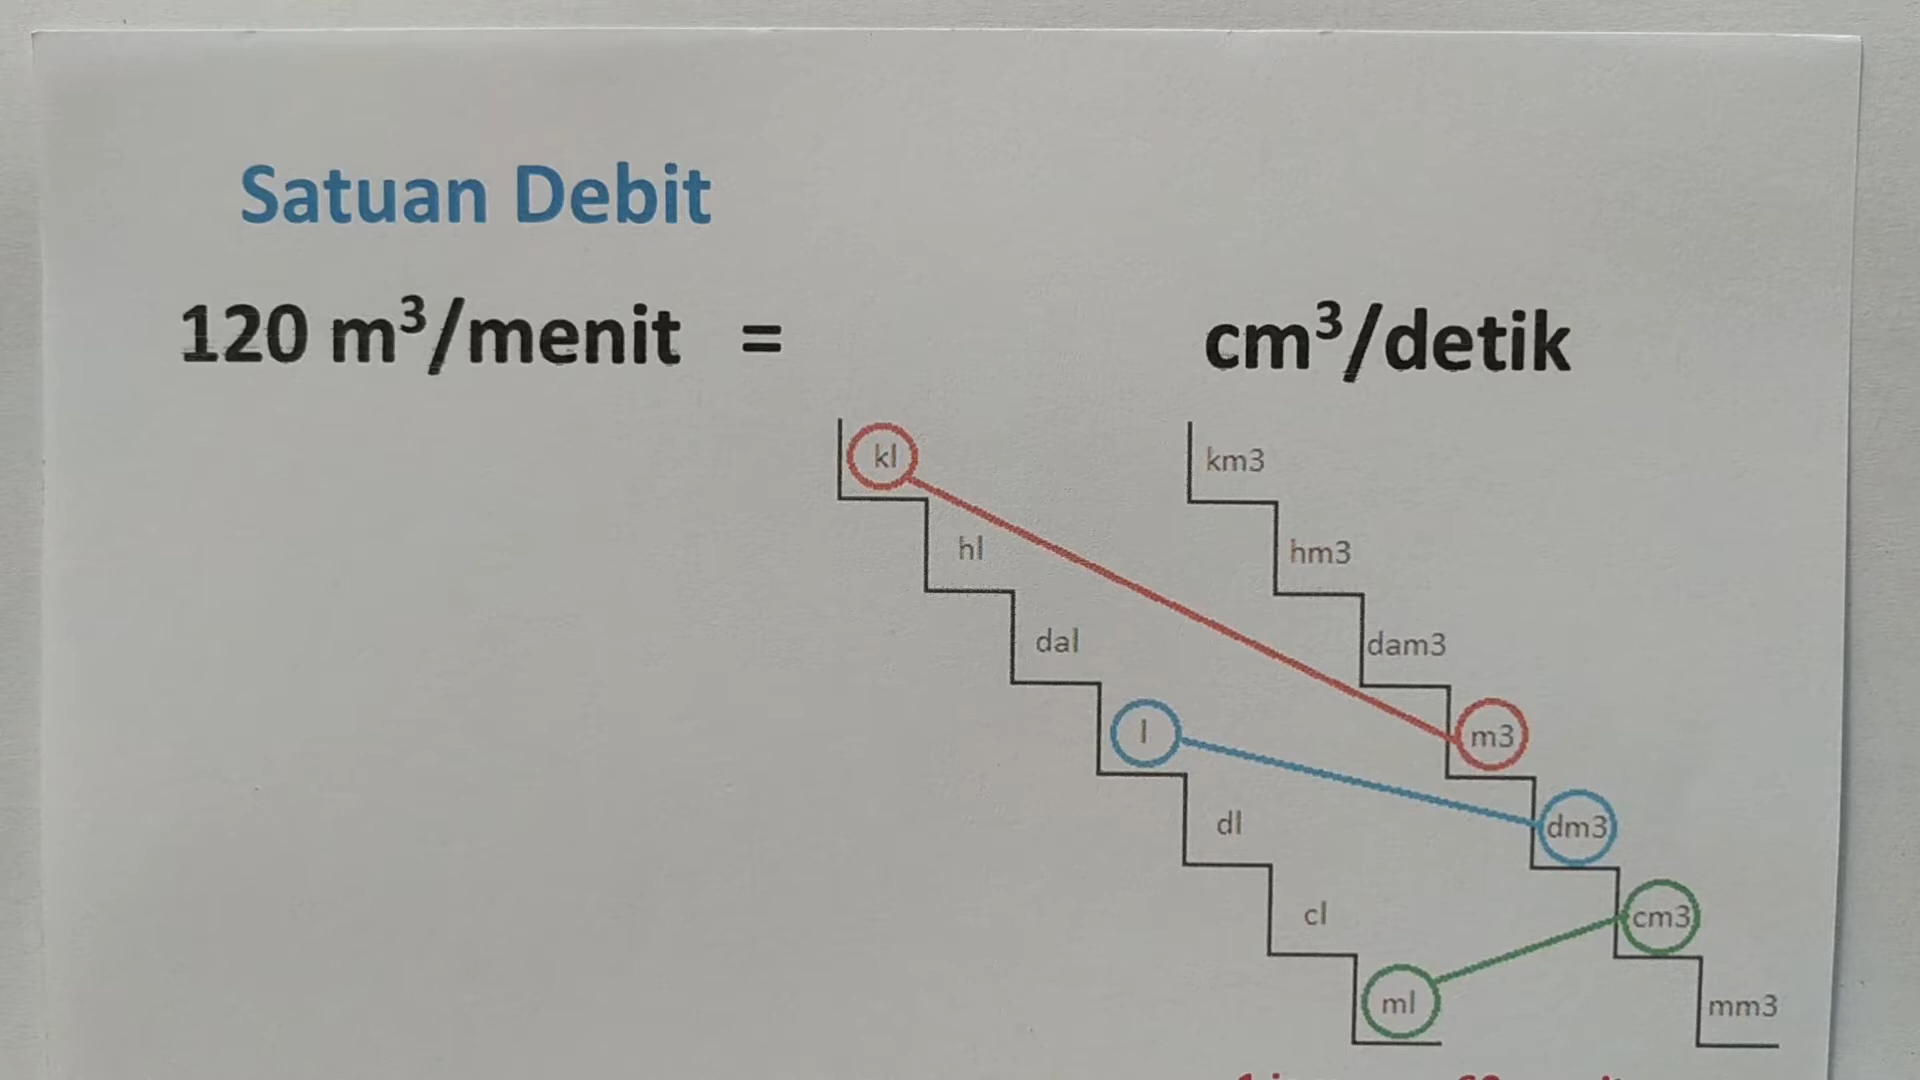 Satuan Debit
120 m³/menit = cm³/detik
kl
km3
hl
hm3
dal
dam3
l
m3
dl
dm3
cl
cm3
ml
mm3